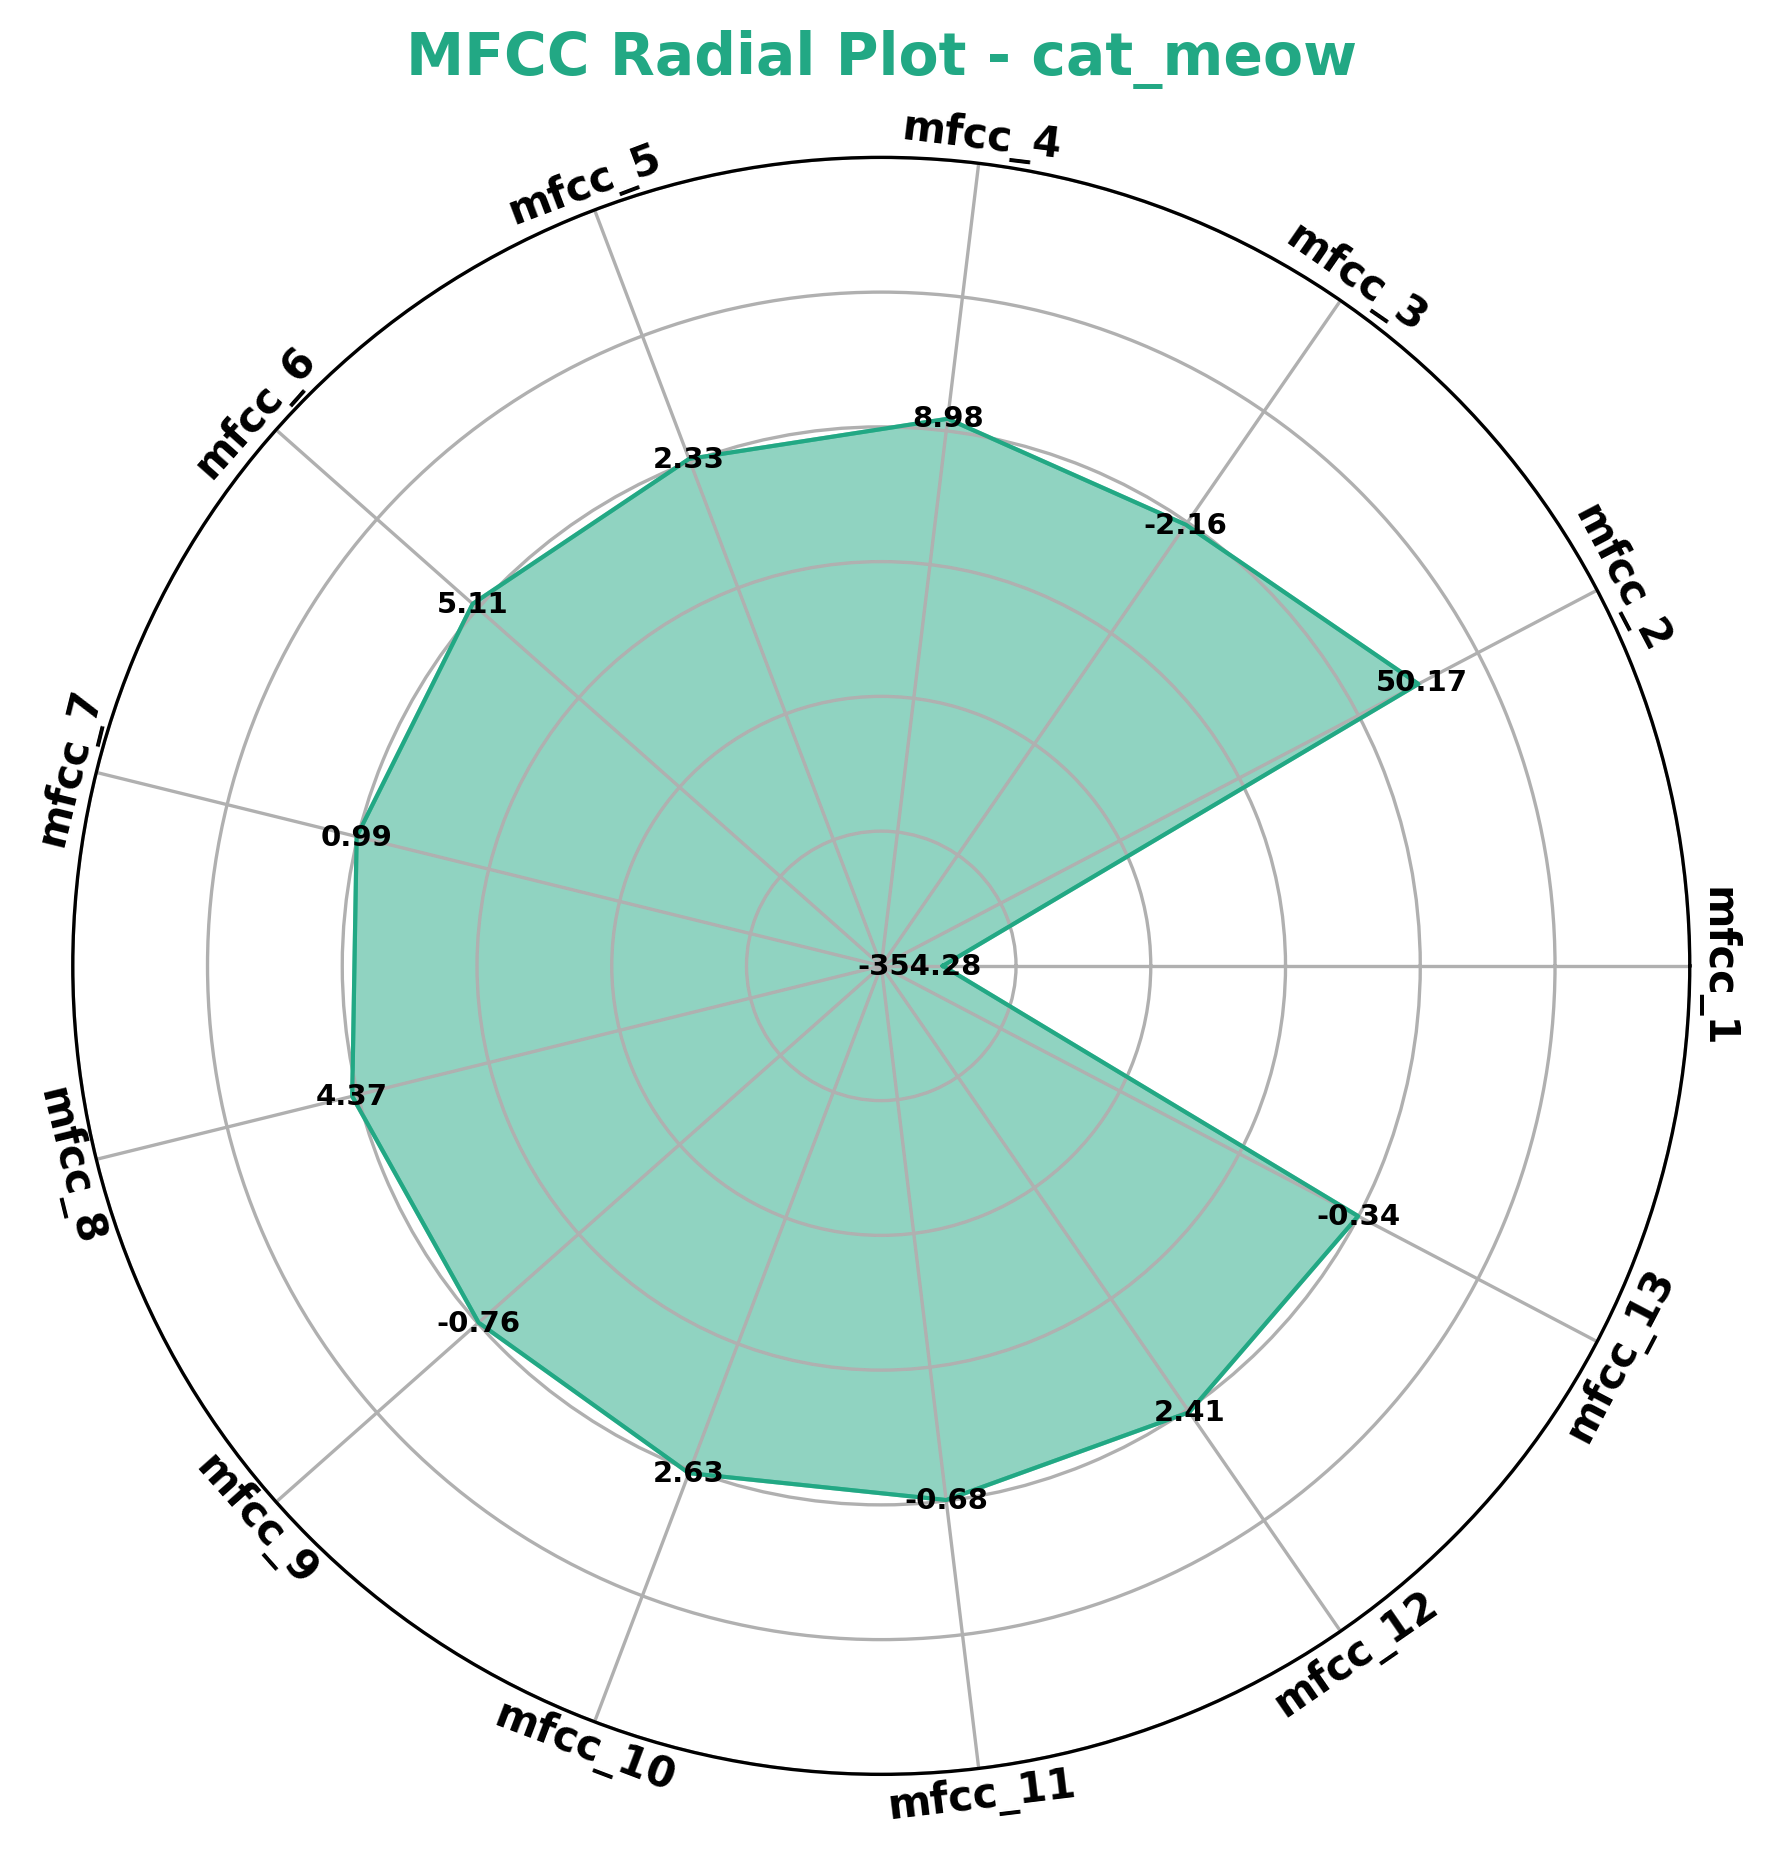 MFCC Radial Plot - cat_meow
mfcc_4
mfcc_5
mfcc_3
mfcc_6
8.98
2.33
-2.16
mfcc_2
5.11
50.17
mfcc_7
0.99
mfcc_1
-354.28
4.37
mfcc_8
-0.34
-0.76
mfcc_13
2.41
2.63
-0.68
mfcc_9
mfcc_12
mfcc_10
mfcc_11